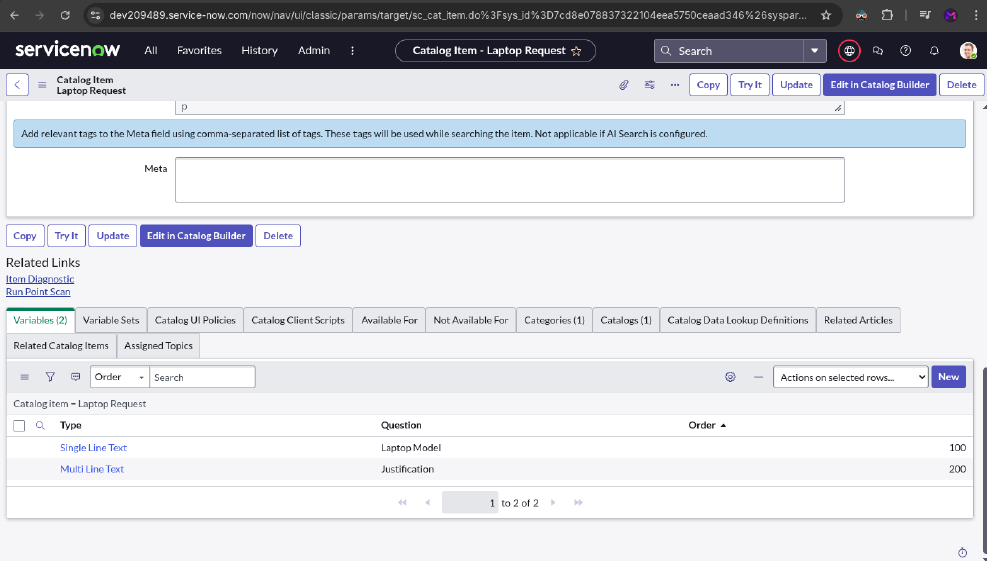 dev209489.service-now.com/now/nav/ui/classic/params/target/sc_cat_item.do%3Fsys_id%3D7cd8e078837322104eea5750ceaad346%26syspar...
servicenow All Favorites History Admin Catalog Item - Laptop Request Search
Catalog Item
Laptop Request
Copy Try It Update Edit in Catalog Builder Delete
p
Add relevant tags to the Meta field using comma-separated list of tags. These tags will be used while searching the item. Not applicable if AI Search is configured.
Meta
Copy Try It Update Edit in Catalog Builder Delete
Related Links
Item Diagnostic
Run Point Scan
Variables (2) Variable Sets Catalog UI Policies Catalog Client Scripts Available For Not Available For Categories (1) Catalogs (1) Catalog Data Lookup Definitions Related Articles
Related Catalog Items Assigned Topics
Order Search Actions on selected rows... New
Catalog item = Laptop Request
Type Question Order
Single Line Text Laptop Model 100
Multi Line Text Justification 200
1 to 2 of 2